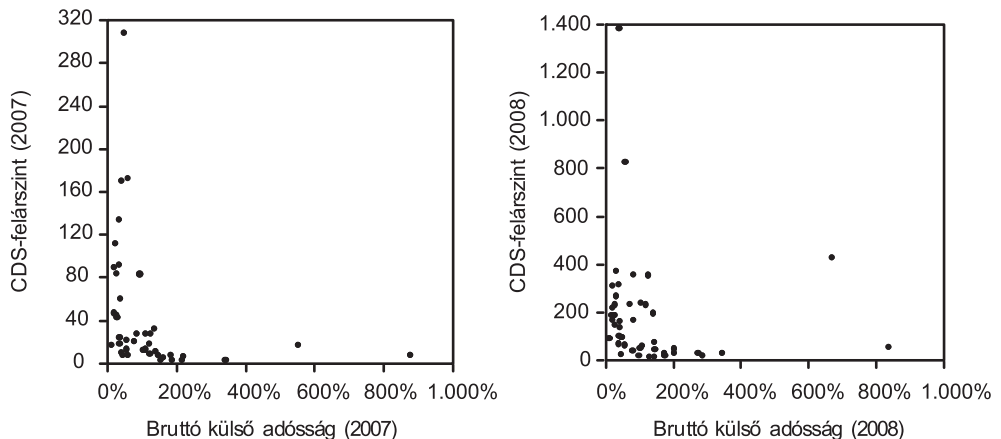 320
280
240
200
160
120
80
40
0
CDS-felárszint (2007)
0% 200% 400% 600% 800% 1.000%
Bruttó külső adósság (2007)
1.400
1.200
1.000
800
600
400
200
0
CDS-felárszint (2008)
0% 200% 400% 600% 800% 1.000%
Bruttó külső adósság (2008)